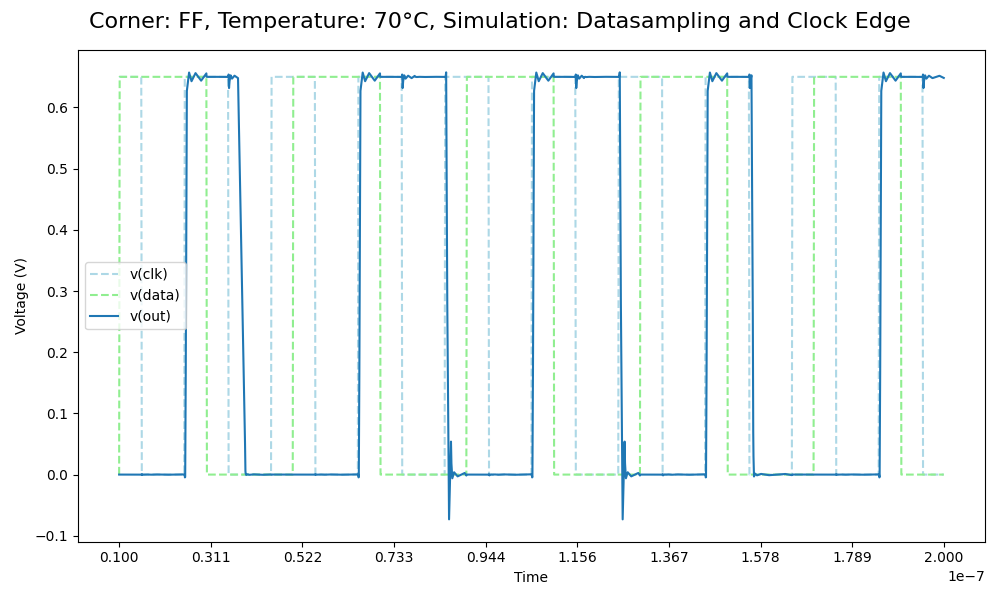 Corner: FF, Temperature: 70°C, Simulation: Datasampling and Clock Edge
Voltage (V)
0.6
0.5
0.4
0.3
0.2
0.1
0.0
−0.1
v(clk)
v(data)
v(out)
0.100 0.311 0.522 0.733 0.944 1.156 1.367 1.578 1.789 2.000
1e−7
Time